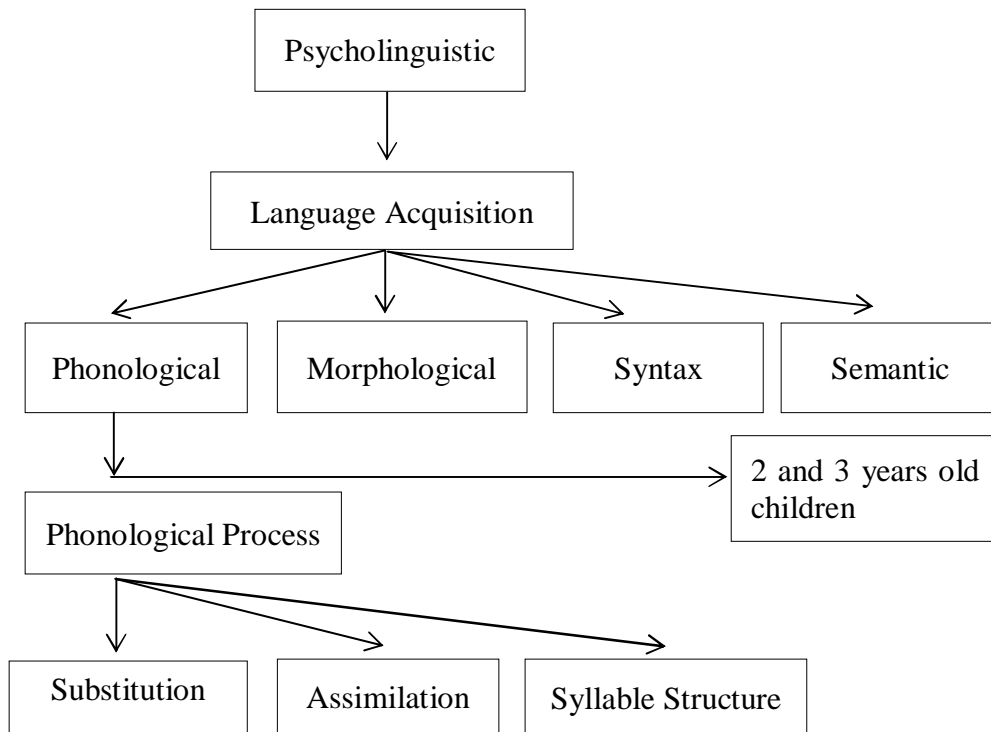 Psycholinguistic
Language Acquisition
Phonological
Morphological
Syntax
Semantic
2 and 3 years old
children
Phonological Process
Substitution
Assimilation
Syllable Structure